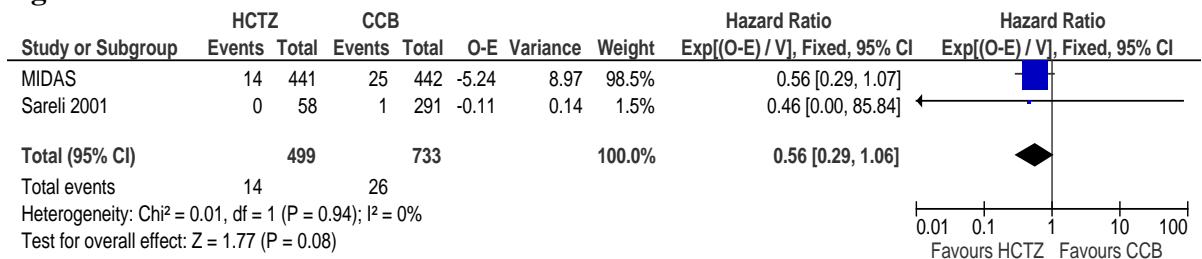 HCTZ CCB Hazard Ratio Hazard Ratio
Study or Subgroup Events Total Events Total O-E Variance Weight Exp[(O-E) / V], Fixed, 95% CI Exp[(O-E) / V], Fixed, 95% CI
MIDAS 14 441 25 442 -5.24 8.97 98.5% 0.56 [0.29, 1.07]
Sareli 2001 0 58 1 291 -0.11 0.14 1.5% 0.46 [0.00, 85.84]
Total (95% CI) 499 733 100.0% 0.56 [0.29, 1.06]
Total events 14 26
Heterogeneity: Chi² = 0.01, df = 1 (P = 0.94); I² = 0%
Test for overall effect: Z = 1.77 (P = 0.08)
0.01 0.1 1 10 100
Favours HCTZ Favours CCB